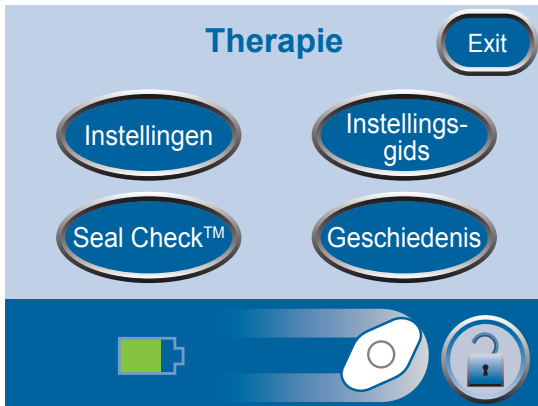 Therapie
Exit
Instellingen
Instellings-
gids
Seal Check™
Geschiedenis